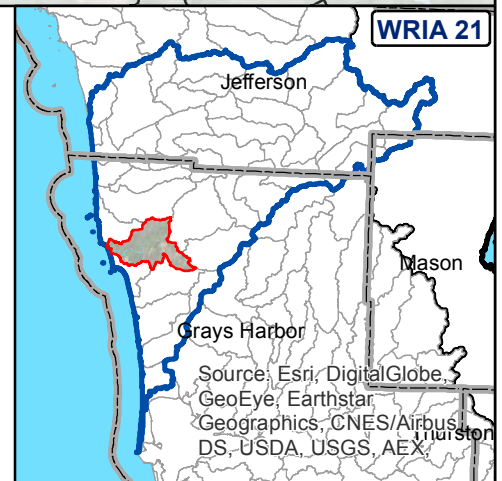 WRIA 21
Jefferson
Mason
Grays Harbor
Source: Esri, DigitalGlobe,
GeoEye, Earthstar
Geographics, CNES/Airbus
DS, USDA, USGS, AEX,
Thurston